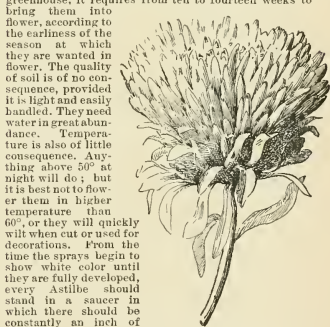 greenhouse, it requires from ten to fourteen weeks to
bring them into
flower, according to
the earliness of the
season at which
they are wanted in
flower. The quality
of soil is of no con-
sequence, provided
it is light and easily
handled. They need
water in great abun-
dance. Tempera-
ture is also of little
consequence. Any-
thing above 50° at
night will do; but
it is best not to flow-
er them in higher
temperature than
60°, or they will quickly
wilt when cut or used for
decorations. From the
time the sprays begin to
show white color until
they are fully developed,
every Astilbe should
stand in a saucer in
which there should be
constantly an inch of